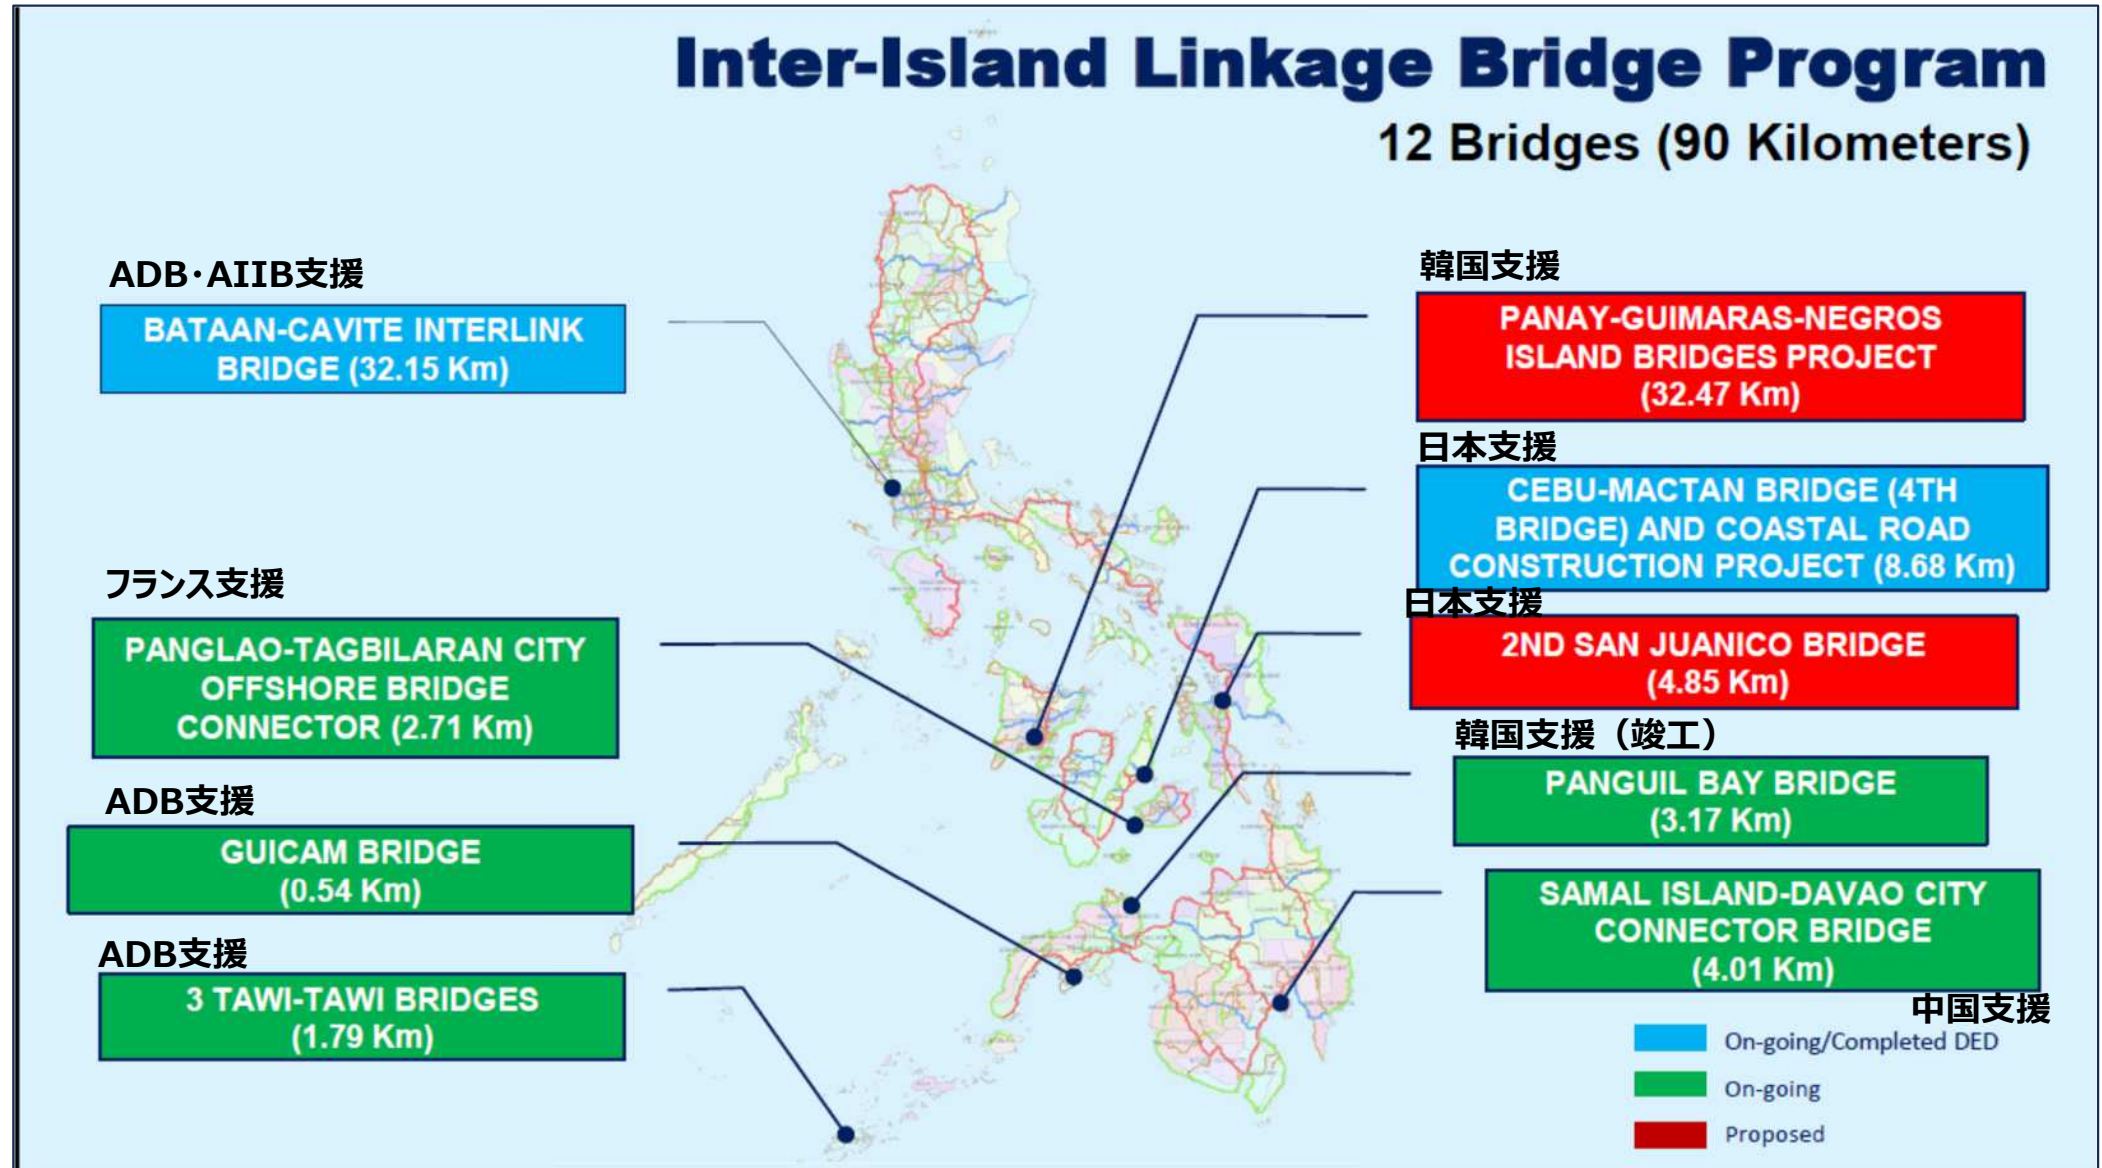 Inter-Island Linkage Bridge Program
12 Bridges (90 Kilometers)
ADB･AIIB支援
BATAAN-CAVITE INTERLINK
BRIDGE (32.15 Km)
フランス支援
PANGLAO-TAGBILARAN CITY
OFFSHORE BRIDGE
CONNECTOR (2.71 Km)
ADB支援
GUICAM BRIDGE
(0.54 Km)
ADB支援
3 TAWI-TAWI BRIDGES
(1.79 Km)
韓国支援
PANAY-GUIMARAS-NEGROS
ISLAND BRIDGES PROJECT
(32.47 Km)
日本支援
CEBU-MACTAN BRIDGE (4TH
BRIDGE) AND COASTAL ROAD
CONSTRUCTION PROJECT (8.68 Km)
日本支援
2ND SAN JUANICO BRIDGE
(4.85 Km)
韓国支援（竣工）
PANGUIL BAY BRIDGE
(3.17 Km)
SAMAL ISLAND-DAVAO CITY
CONNECTOR BRIDGE
(4.01 Km)
中国支援
On-going/Completed DED
On-going
Proposed